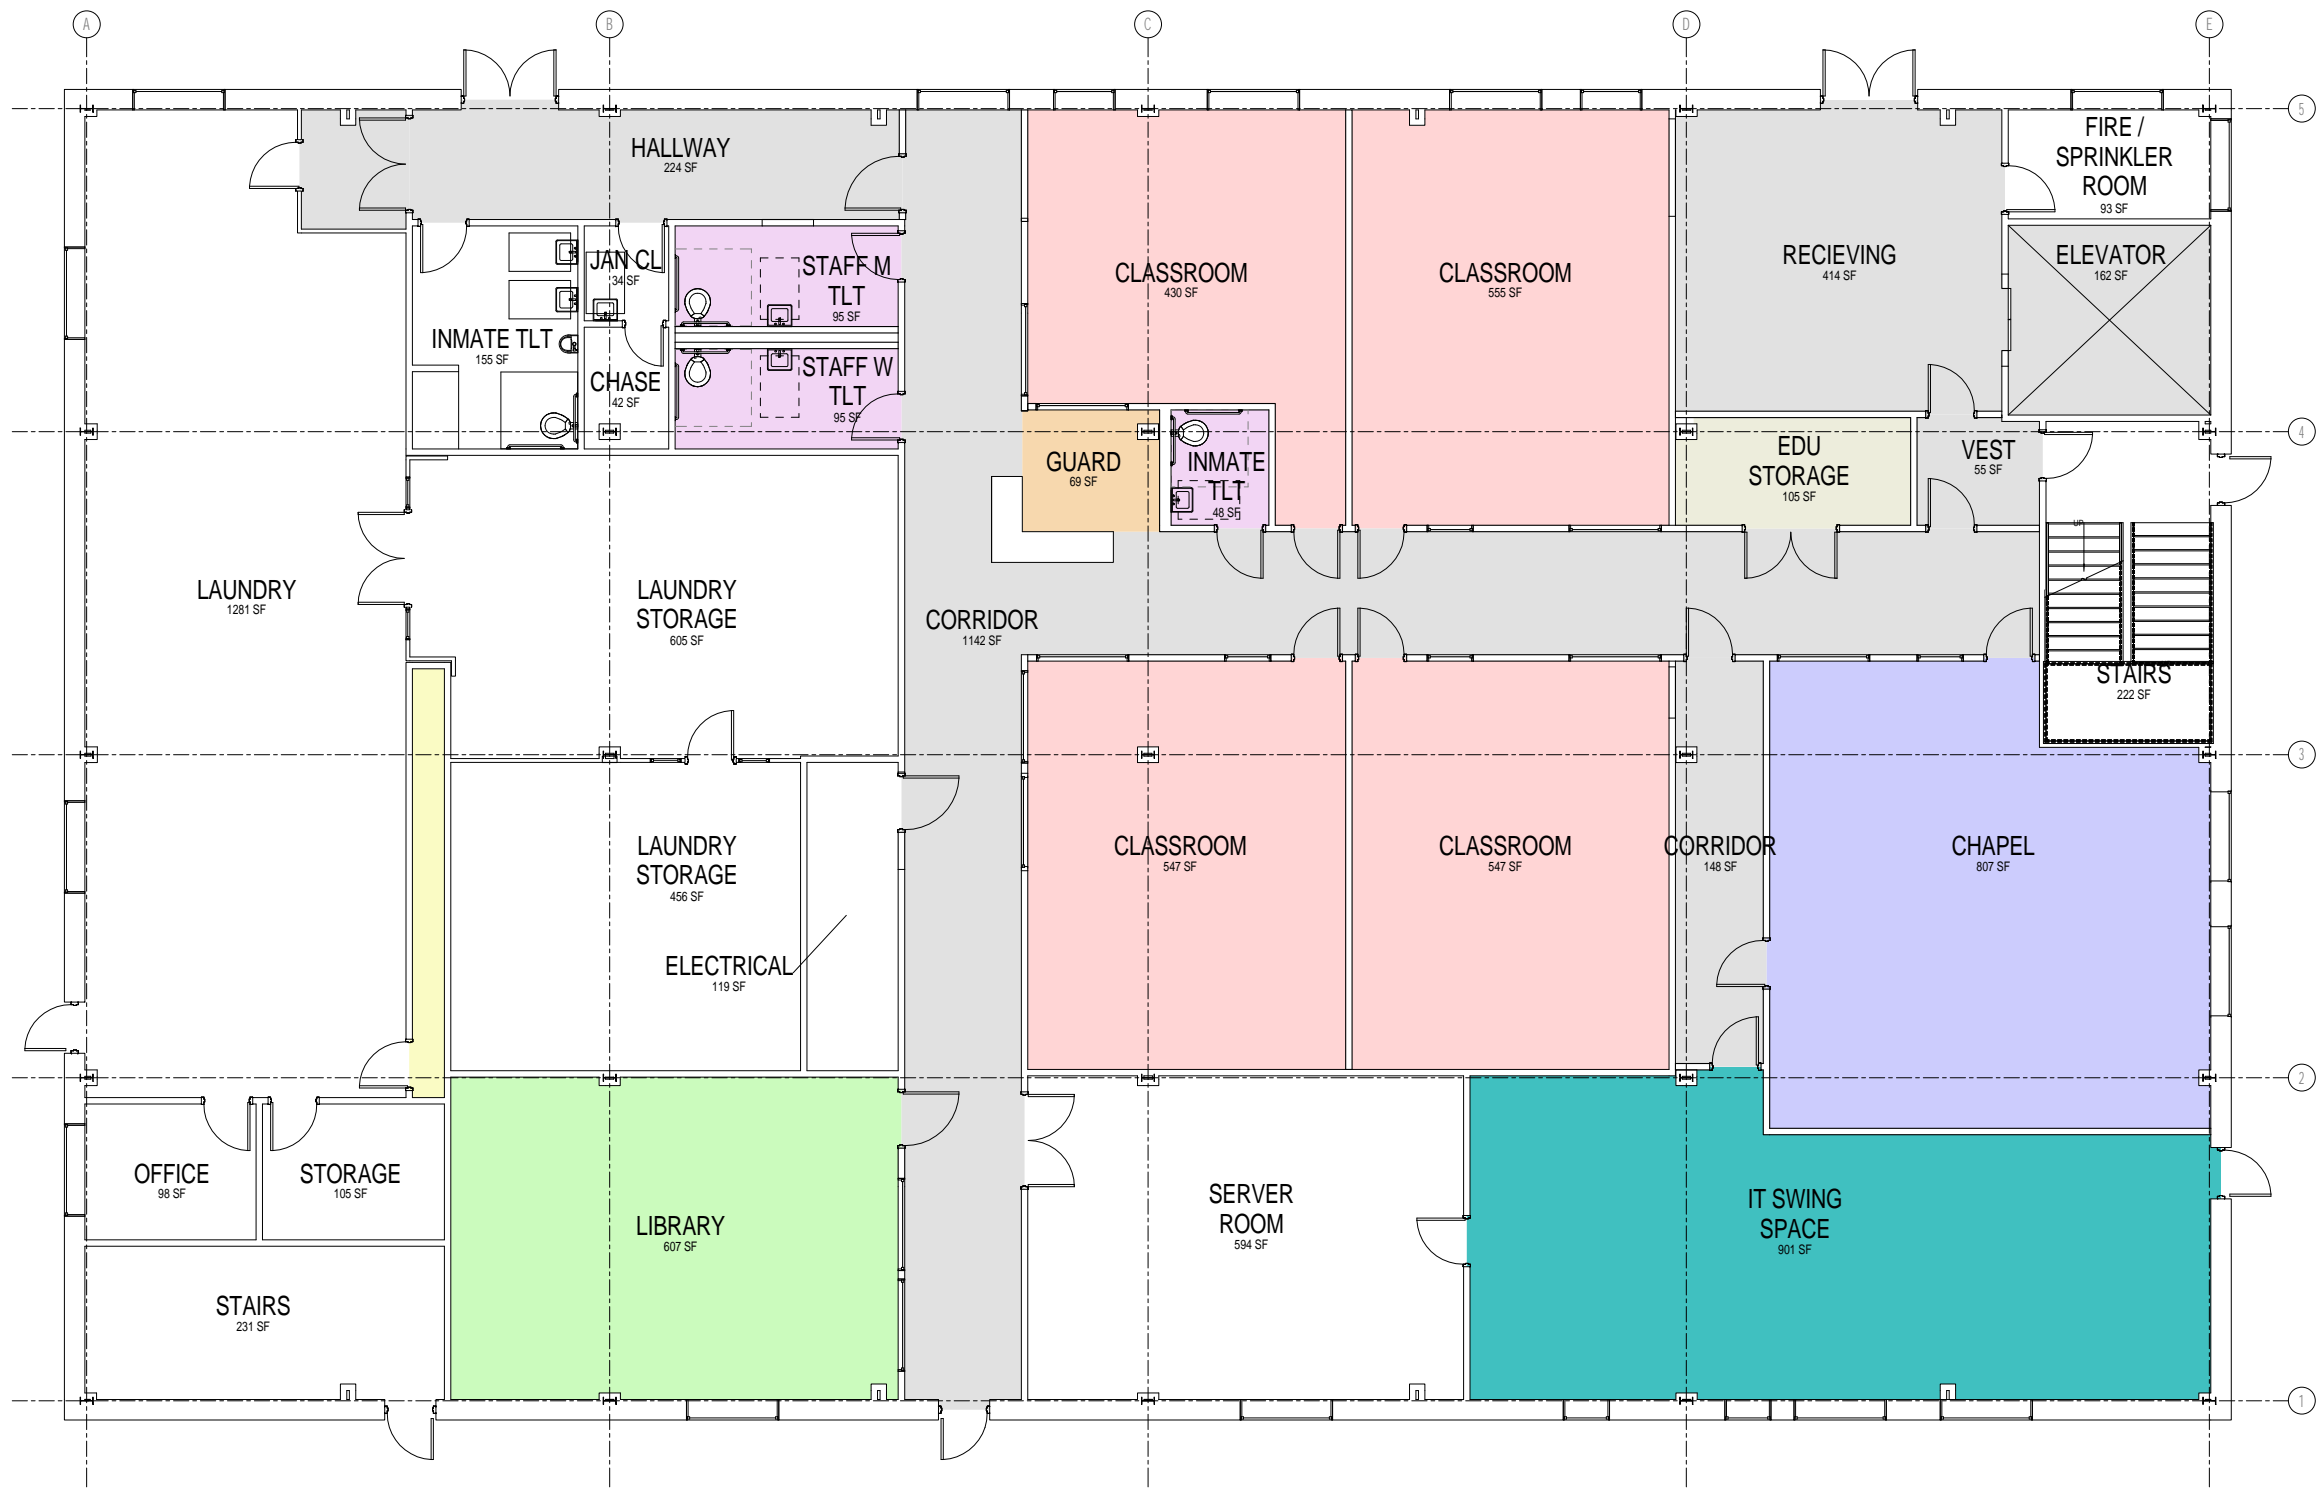 A
B
C
D
E
5
HALLWAY
224 SF
FIRE /
SPRINKLER
ROOM
93 SF
JAN CL
34 SF
STAFF M
TLT
95 SF
CLASSROOM
430 SF
CLASSROOM
555 SF
RECIEVING
414 SF
ELEVATOR
162 SF
INMATE TLT
155 SF
CHASE
42 SF
STAFF W
TLT
95 SF
4
GUARD
69 SF
INMATE
TLT
48 SF
EDU
STORAGE
105 SF
VEST
55 SF
UP
LAUNDRY
1281 SF
LAUNDRY
STORAGE
605 SF
CORRIDOR
1142 SF
STAIRS
222 SF
3
LAUNDRY
STORAGE
456 SF
CLASSROOM
547 SF
CLASSROOM
547 SF
CORRIDOR
148 SF
CHAPEL
807 SF
ELECTRICAL
119 SF
2
OFFICE
98 SF
STORAGE
105 SF
LIBRARY
607 SF
SERVER
ROOM
594 SF
IT SWING
SPACE
901 SF
STAIRS
231 SF
1